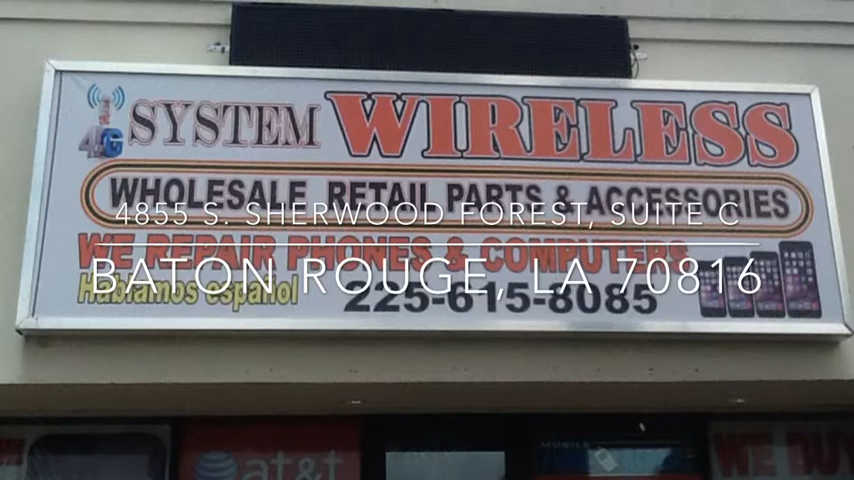 SYSTEM WIRELESS
WHOLESALE, RETAIL, PARTS & ACCESSORIES
4855 S. SHERWOOD FOREST, SUITE C
WE REPAIR PHONES & COMPUTERS
BATON ROUGE, LA 70816
Hablamos español
225-615-8085
at&t
MOBILE
WE BUY